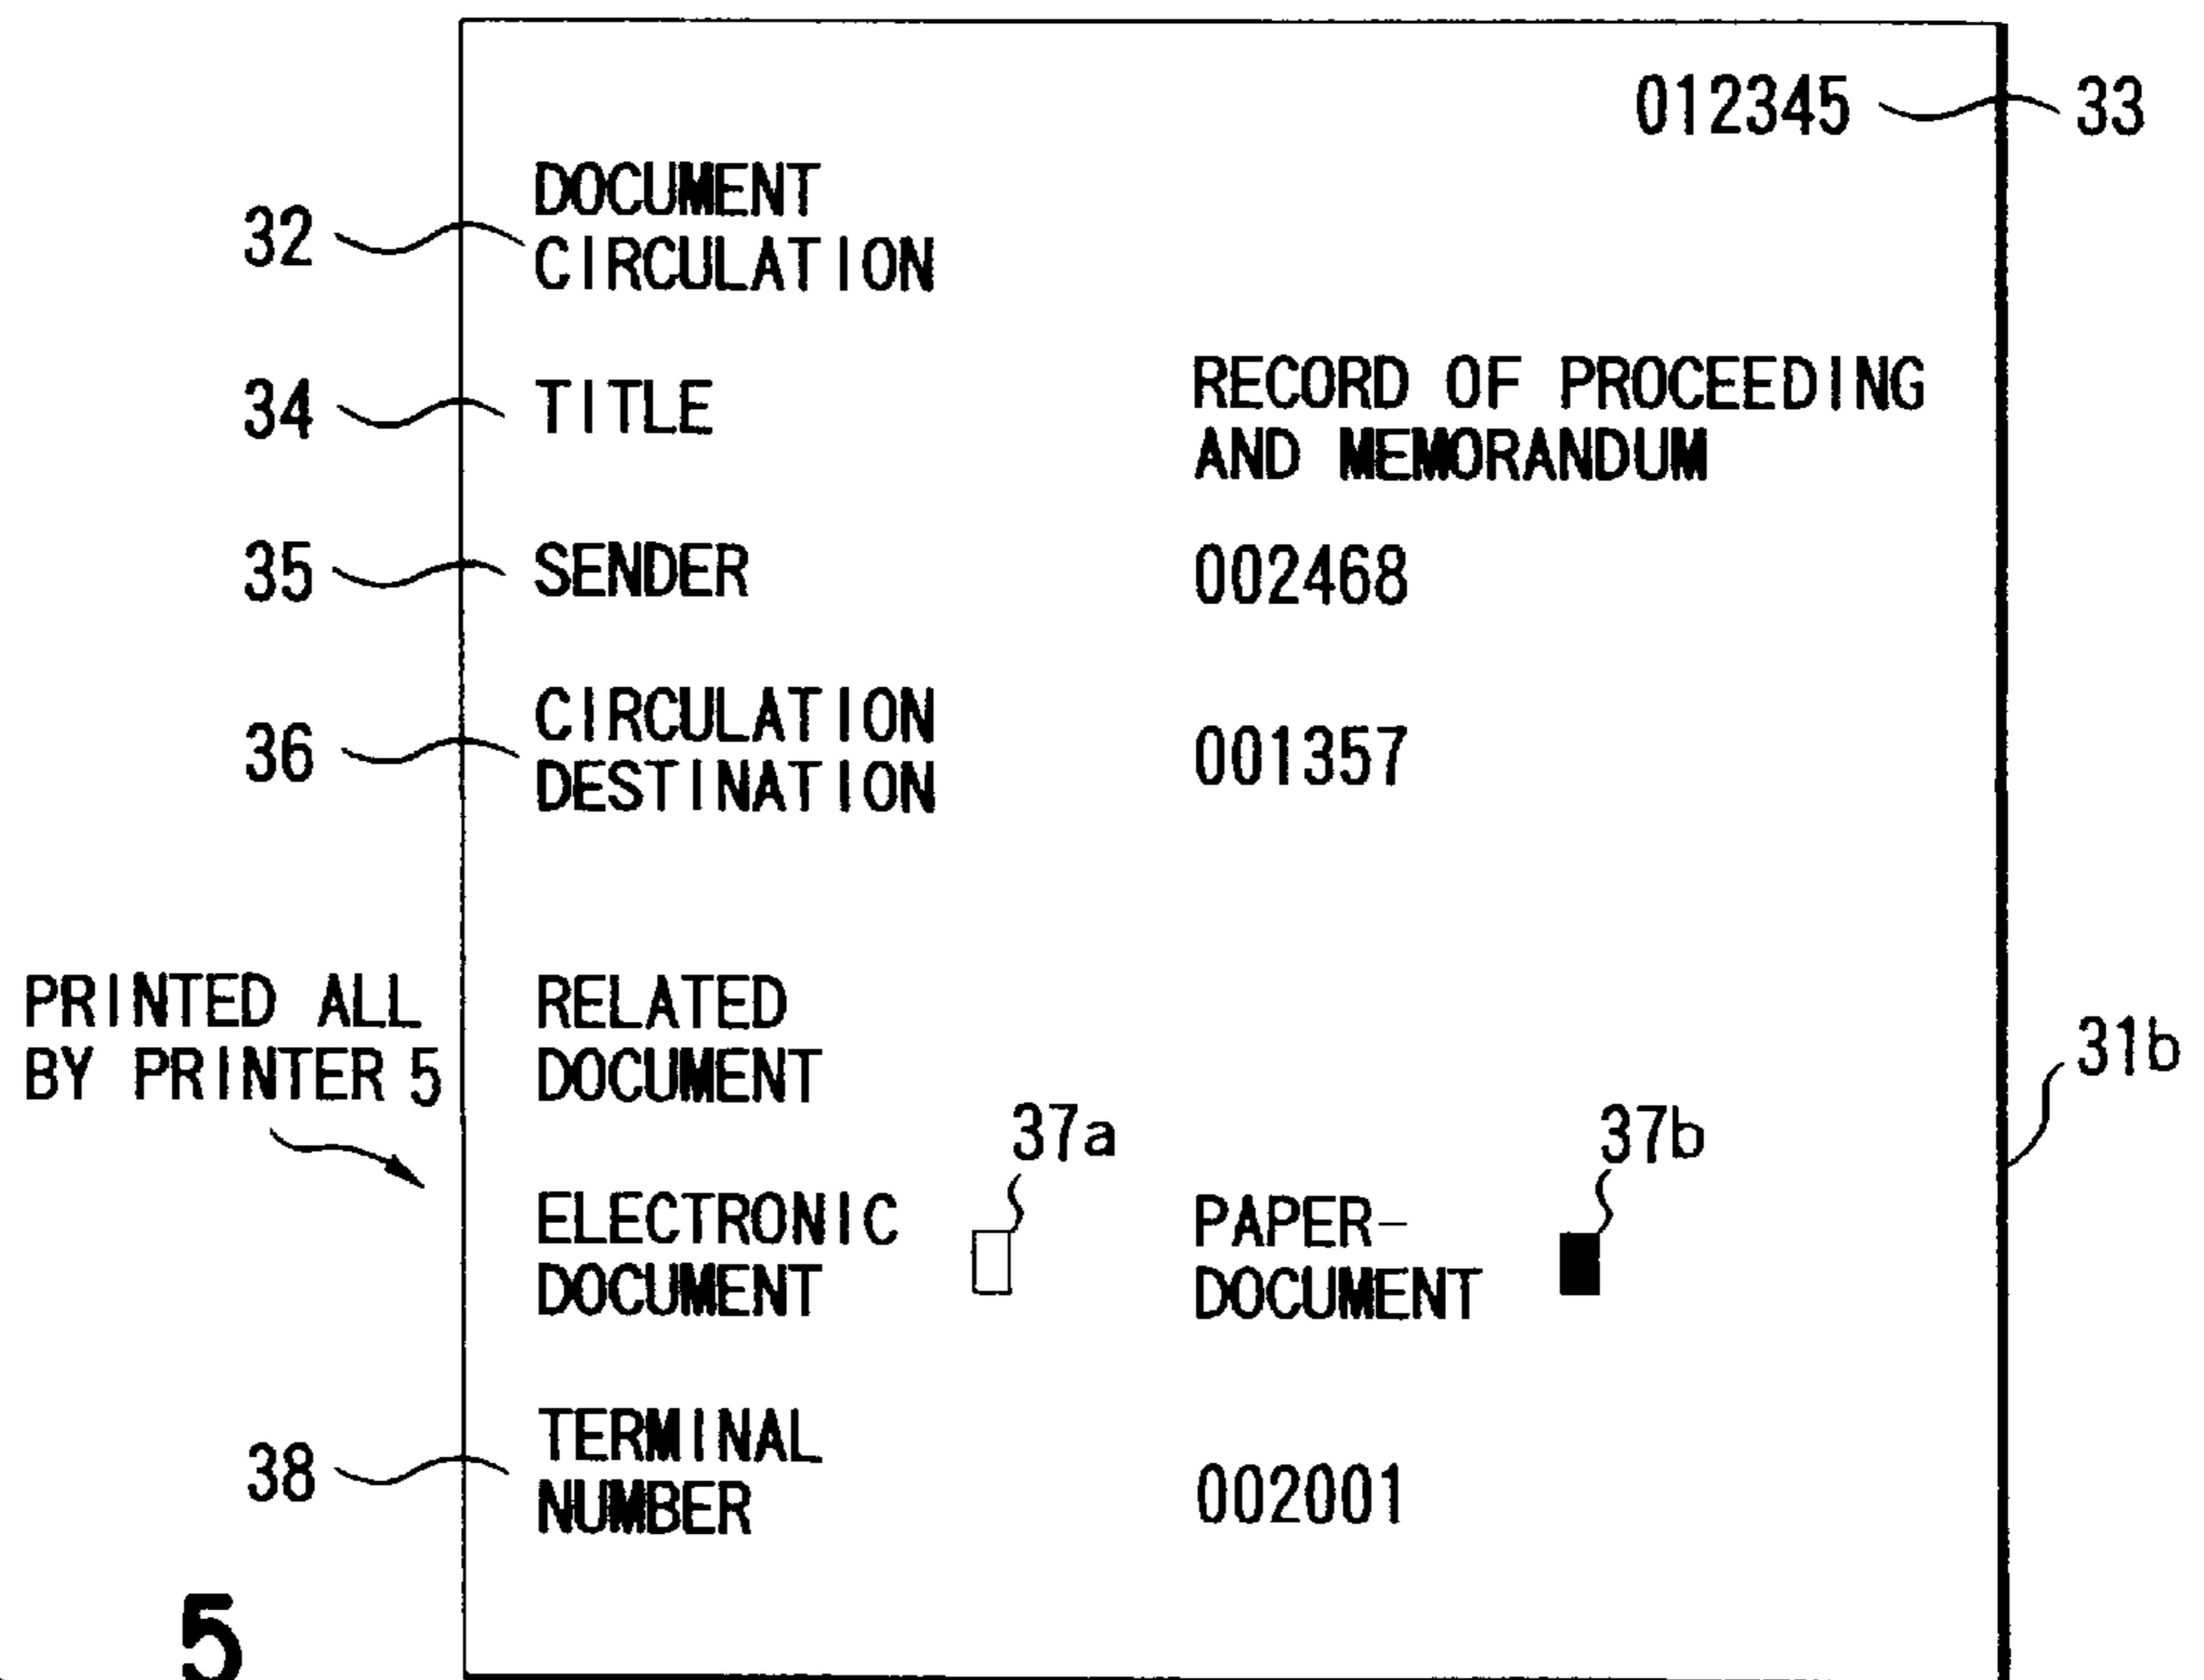 012345 33
DOCUMENT
32
CIRCULATION
34 TITLE RECORD OF PROCEEDING
AND MEMORANDUM
35 SENDER 002468
CIRCULATION
36 001357
DESTINATION
PRINTED ALL RELATED
BY PRINTER 5 DOCUMENT 31b
37a 37b
ELECTRONIC PAPER-
DOCUMENT DOCUMENT
TERMINAL
38 002001
NUMBER
5